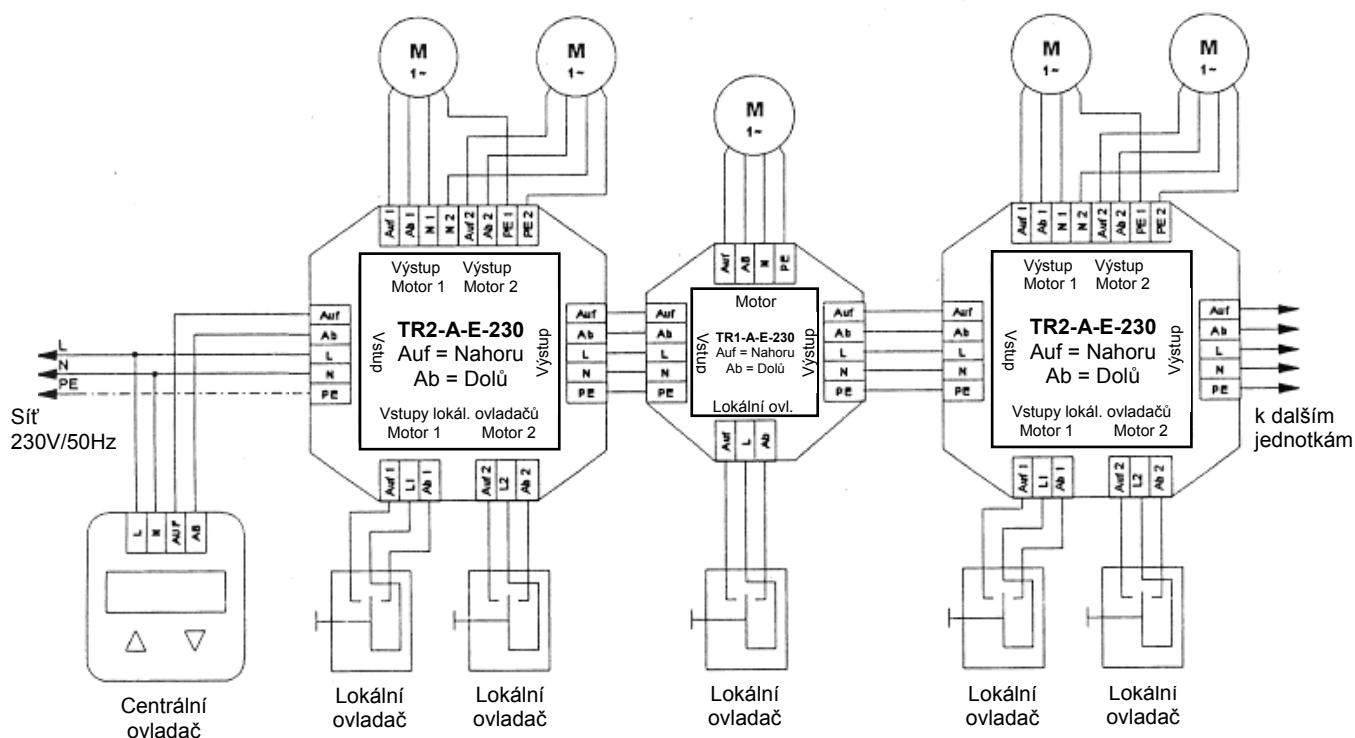 M
1~
M
1~
M
1~
M
1~
M
1~
Auf 1
Ab 1
N 1
N 2
Auf 2
Ab 2
PE 1
PE 2
Výstup Výstup
Motor 1 Motor 2
Vstup
TR2-A-E-230
Auf = Nahoru
Ab = Dolů
Výstup
Vstupy lokál. ovladačů
Motor 1 Motor 2
Auf
Ab
L
N
PE
Auf
Ab
L
N
PE
Auf 1
L1
Ab 1
Auf 2
L2
Ab 2
L
N
PE
Síť
230V/50Hz
Auf
AB
N
PE
Motor
Vstup
TR1-A-E-230
Auf = Nahoru
Ab = Dolů
Výstup
Lokální ovl.
Auf
Ab
L
N
PE
Auf
Ab
L
N
PE
Auf
L
Ab
Auf 1
Ab 1
N 1
N 2
Auf 2
Ab 2
PE 1
PE 2
Výstup Výstup
Motor 1 Motor 2
Vstup
TR2-A-E-230
Auf = Nahoru
Ab = Dolů
Výstup
Vstupy lokál. ovladačů
Motor 1 Motor 2
Auf
Ab
L
N
PE
Auf
Ab
L
N
PE
Auf 1
L1
Ab 1
Auf 2
L2
Ab 2
k dalším
jednotkám
L
N
AUF
AB
Centrální
ovladač
Lokální
ovladač
Lokální
ovladač
Lokální
ovladač
Lokální
ovladač
Lokální
ovladač